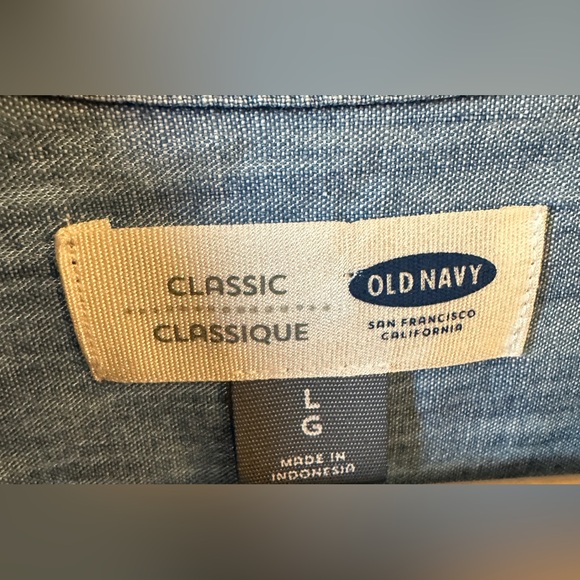 CLASSIC
CLASSIQUE
OLD NAVY
SAN FRANCISCO
CALIFORNIA
L
G
MADE IN
INDONESIA